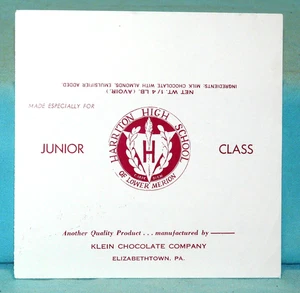 INGREDIENTS: MILK CHOCOLATE WITH ALMONDS, EMULSIFIER ADDED
NET. WT. 1/4 LB. (AVOIR.)
MADE ESPECIALLY FOR
JUNIOR
HARRITON HIGH SCHOOL
H
OF LOWER MERION
CLASS
Another Quality Product... manufactured by
KLEIN CHOCOLATE COMPANY
ELIZABETHTOWN, PA.